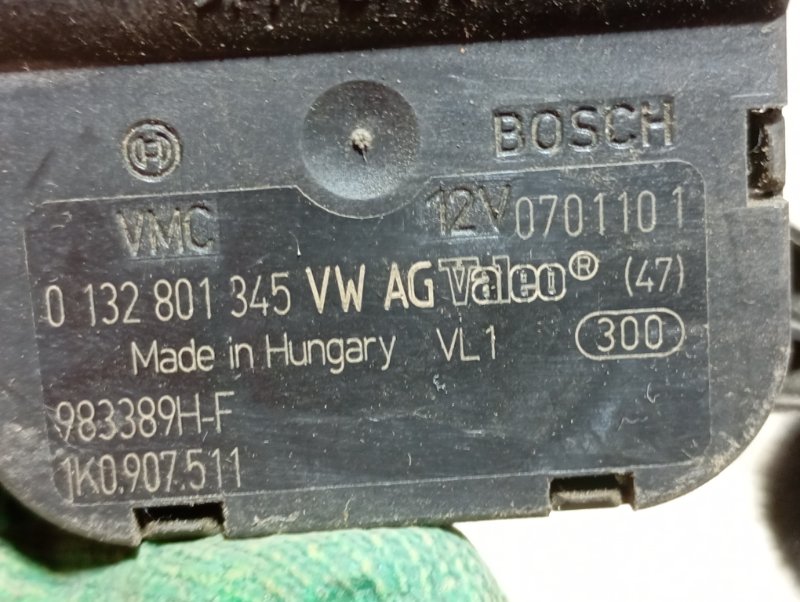 BOSCH
VMC 12V 0701101
0 132 801 345 VW AG Valeo® (47)
Made in Hungary VL1 300
983389H-F
1K0.907.511